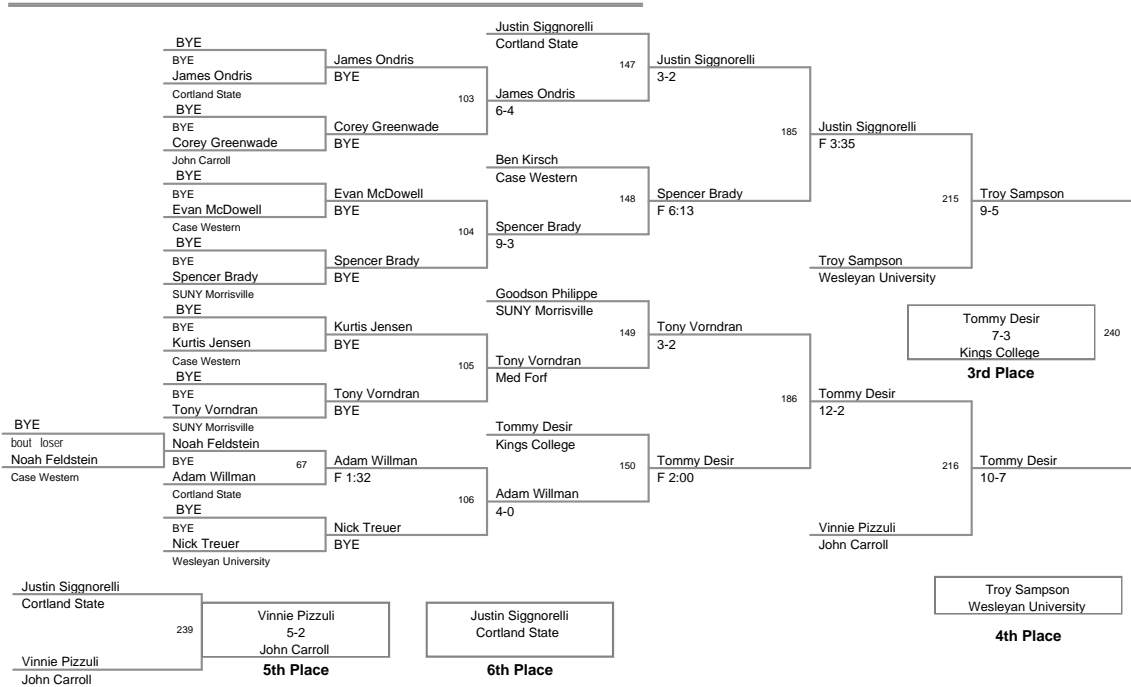 BYE
BYE
James Ondris
Cortland State
BYE
BYE
Corey Greenwade
John Carroll
BYE
BYE
Evan McDowell
Case Western
BYE
BYE
Spencer Brady
SUNY Morrisville
BYE
BYE
Kurtis Jensen
Case Western
BYE
BYE
Tony Vorndran
SUNY Morrisville
BYE
bout loser
Noah Feldstein
Case Western
Noah Feldstein
BYE
67
Adam Willman
Cortland State
BYE
BYE
Nick Treuer
Wesleyan University
James Ondris
BYE
103
Corey Greenwade
BYE
Evan McDowell
BYE
104
Spencer Brady
BYE
Kurtis Jensen
BYE
105
Tony Vorndran
BYE
Adam Willman
F 1:32
106
Nick Treuer
BYE
Justin Siggnorelli
Cortland State
147
James Ondris
6-4
Ben Kirsch
Case Western
148
Spencer Brady
9-3
Goodson Philippe
SUNY Morrisville
149
Tony Vorndran
Med Forf
Tommy Desir
Kings College
150
Adam Willman
4-0
Justin Siggnorelli
3-2
185
Spencer Brady
F 6:13
Tony Vorndran
3-2
186
Tommy Desir
F 2:00
Justin Siggnorelli
F 3:35
215
Troy Sampson
Wesleyan University
Tommy Desir
12-2
216
Vinnie Pizzuli
John Carroll
Troy Sampson
9-5
Tommy Desir
7-3
Kings College
240
3rd Place
Tommy Desir
10-7
Troy Sampson
Wesleyan University
4th Place
Justin Siggnorelli
Cortland State
239
Vinnie Pizzuli
John Carroll
Vinnie Pizzuli
5-2
John Carroll
5th Place
Justin Siggnorelli
Cortland State
6th Place